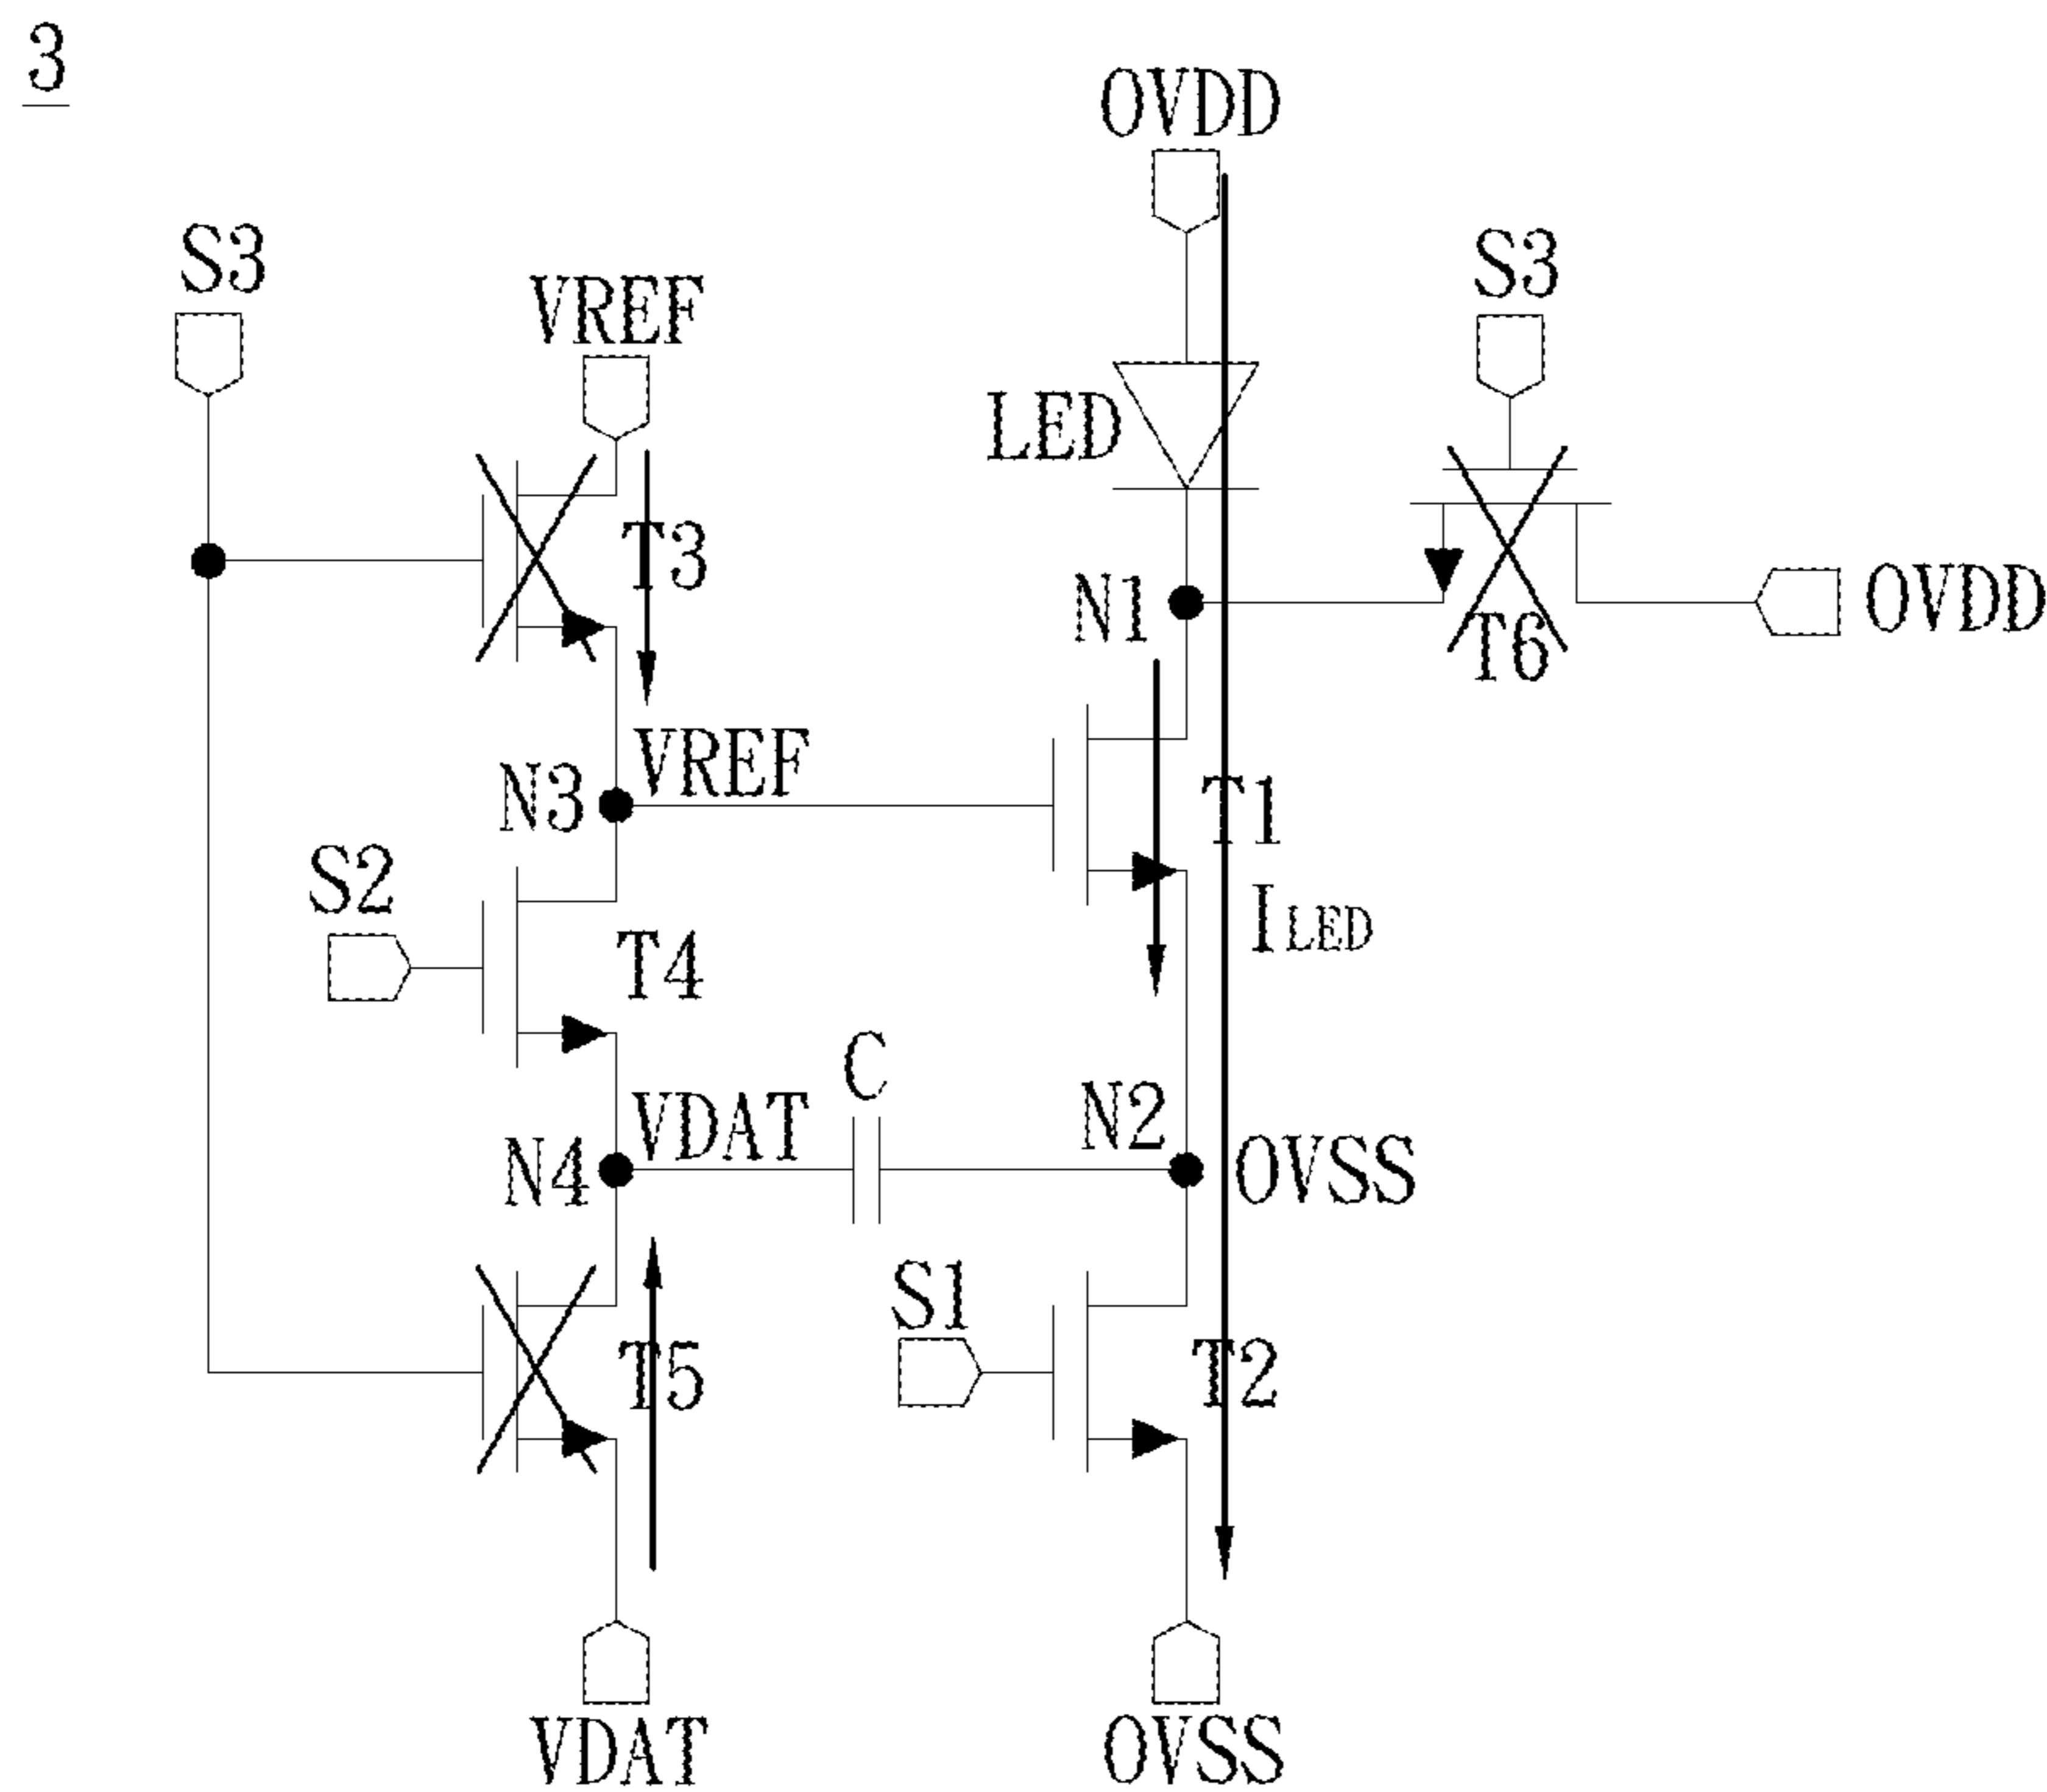 3
OVDD
S3
VREF
S3
LED
T3
N1
OVDD
T6
VREF
N3
T1
S2
ILED
T4
C
VDAT
N2
N4
OVSS
S1
T5
T2
VDAT
OVSS